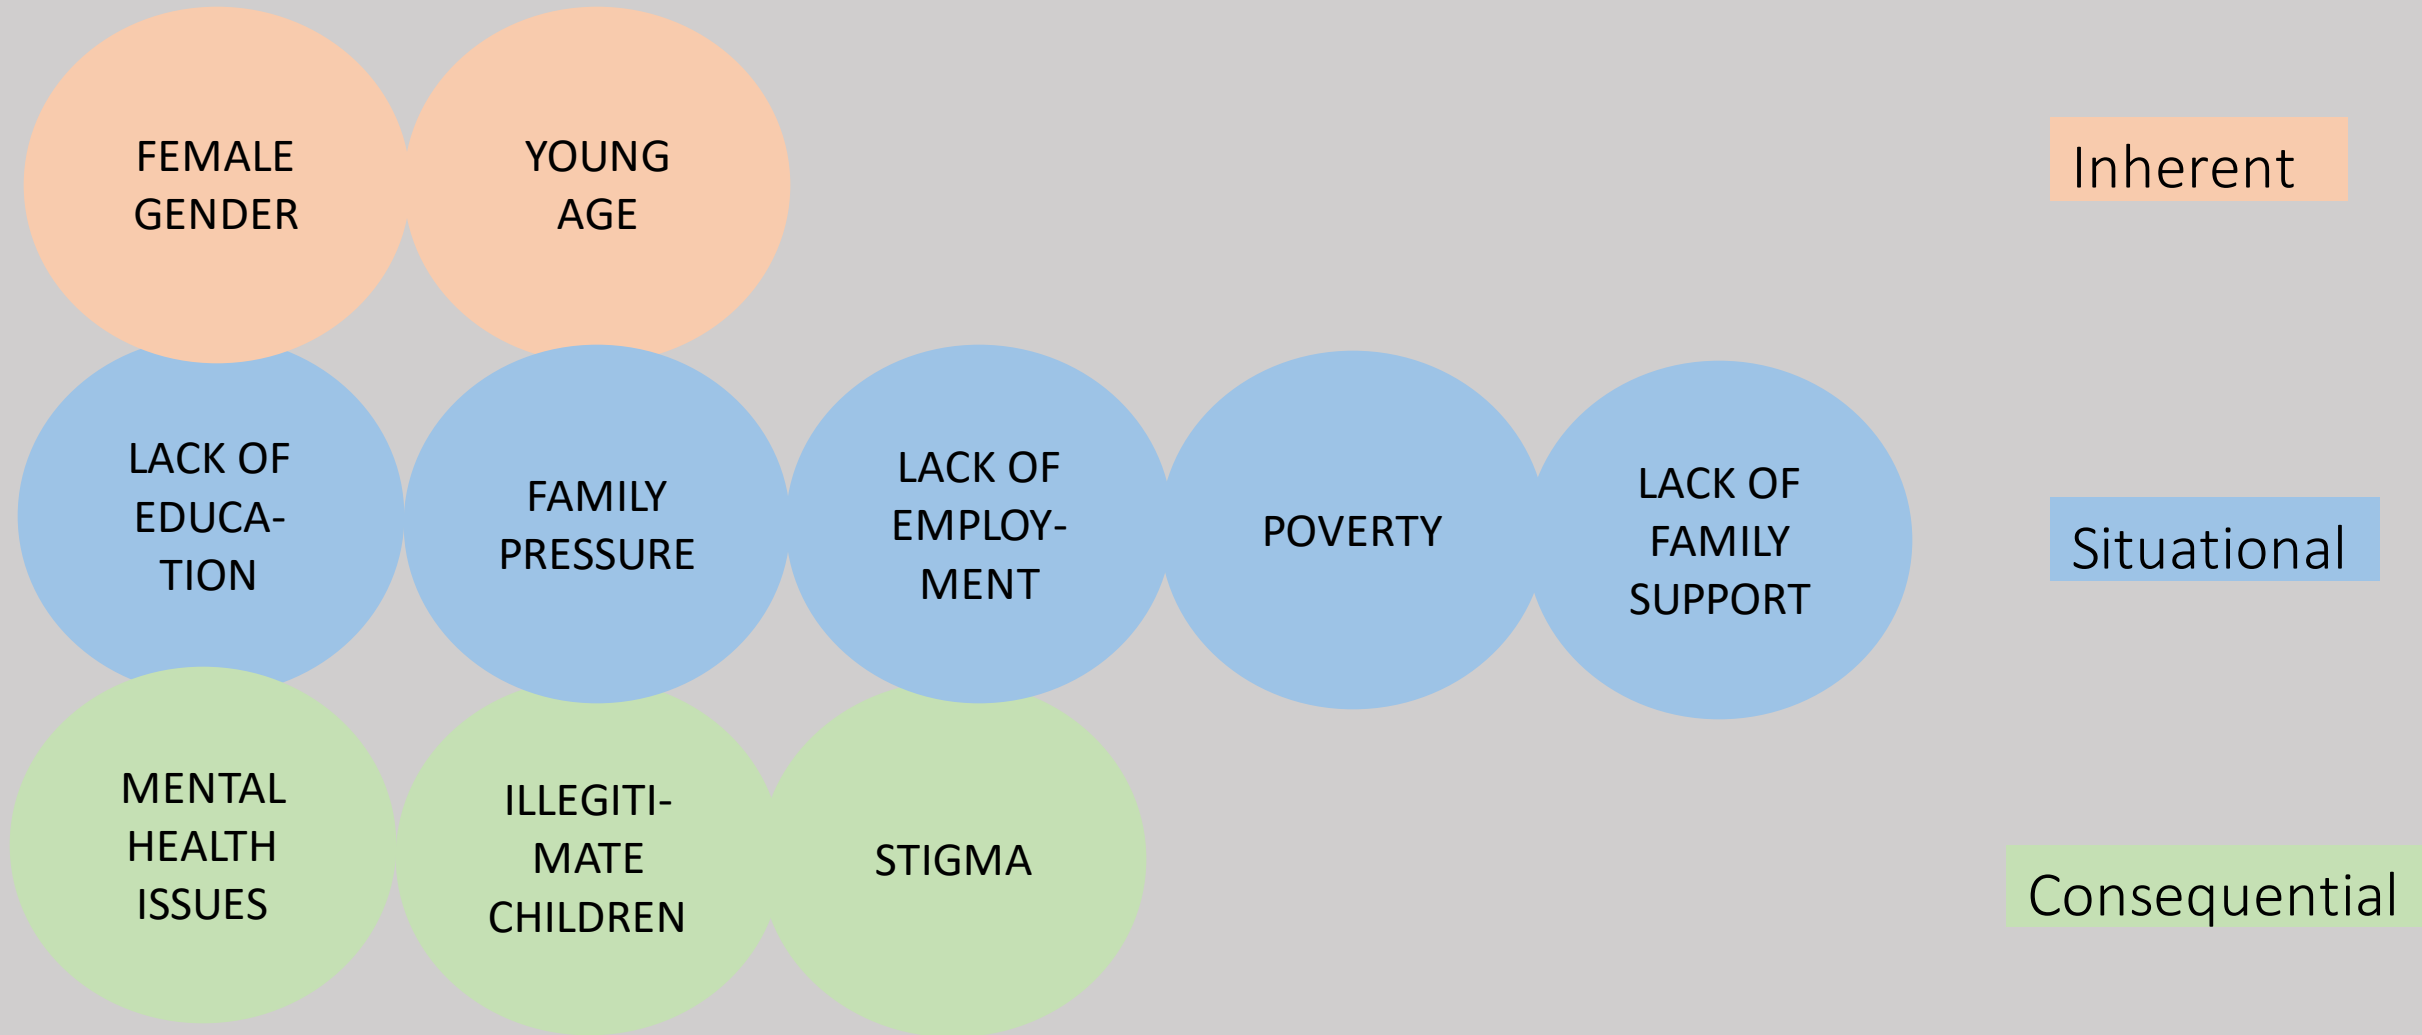 FEMALE
GENDER
YOUNG
AGE
Inherent
LACK OF
EDUCA-
TION
FAMILY
PRESSURE
LACK OF
EMPLOY-
MENT
POVERTY
LACK OF
FAMILY
SUPPORT
Situational
MENTAL
HEALTH
ISSUES
ILLEGITI-
MATE
CHILDREN
STIGMA
Consequential